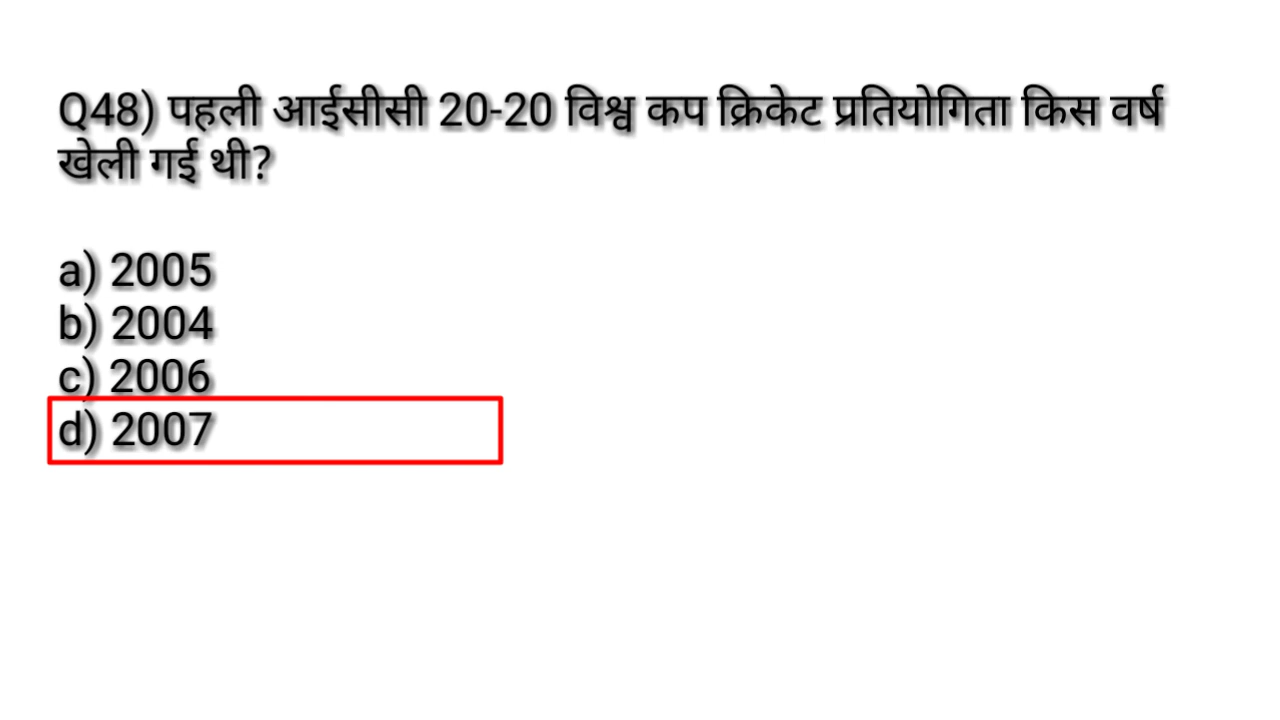 Q48) पहली आईसीसी 20-20 विश्व कप क्रिकेट प्रतियोगिता किस वर्ष
खेली गई थी?
a) 2005
b) 2004
c) 2006
d) 2007